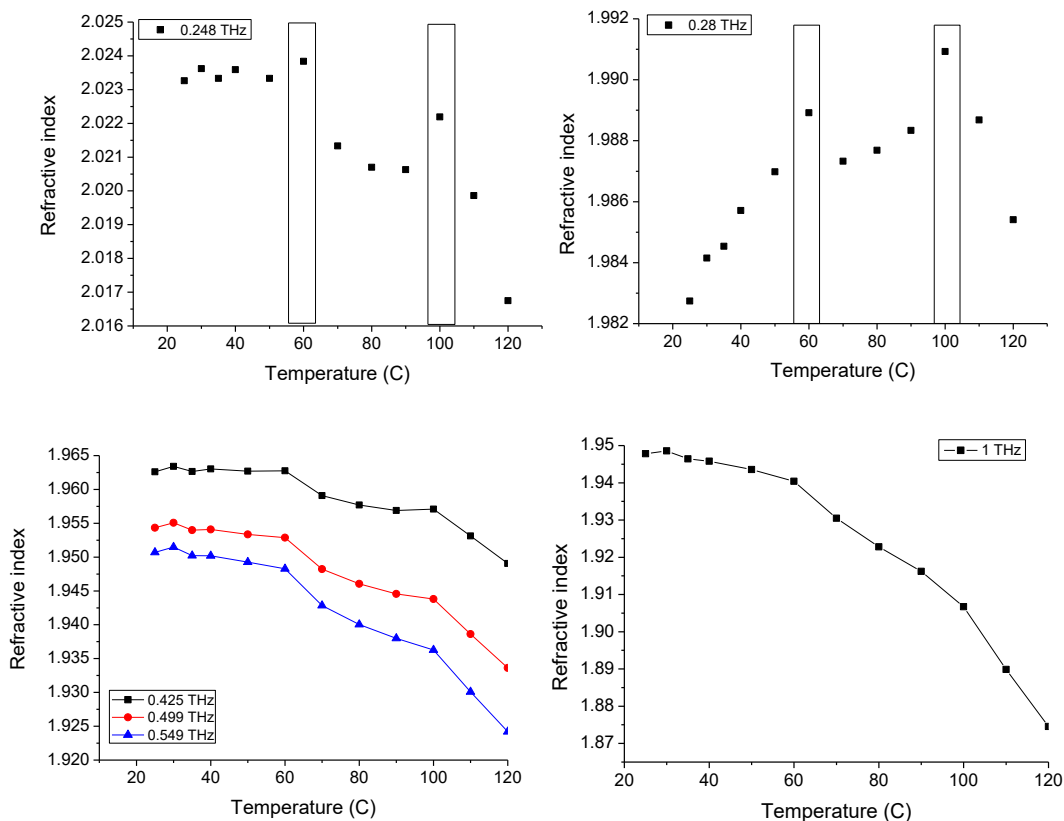 0.248 THz
2.025
2.024
2.023
2.022
2.021
2.020
2.019
2.018
2.017
2.016
Refractive index
20 40 60 80 100 120
Temperature (C)
0.28 THz
1.992
1.990
1.988
1.986
1.984
1.982
Refractive index
20 40 60 80 100 120
Temperature (C)
1.965
1.960
1.955
1.950
1.945
1.940
1.935
1.930
1.925
1.920
Refractive index
0.425 THz
0.499 THz
0.549 THz
20 40 60 80 100 120
Temperature (C)
1 THz
1.95
1.94
1.93
1.92
1.91
1.90
1.89
1.88
1.87
Refractive index
20 40 60 80 100 120
Temperature (C)